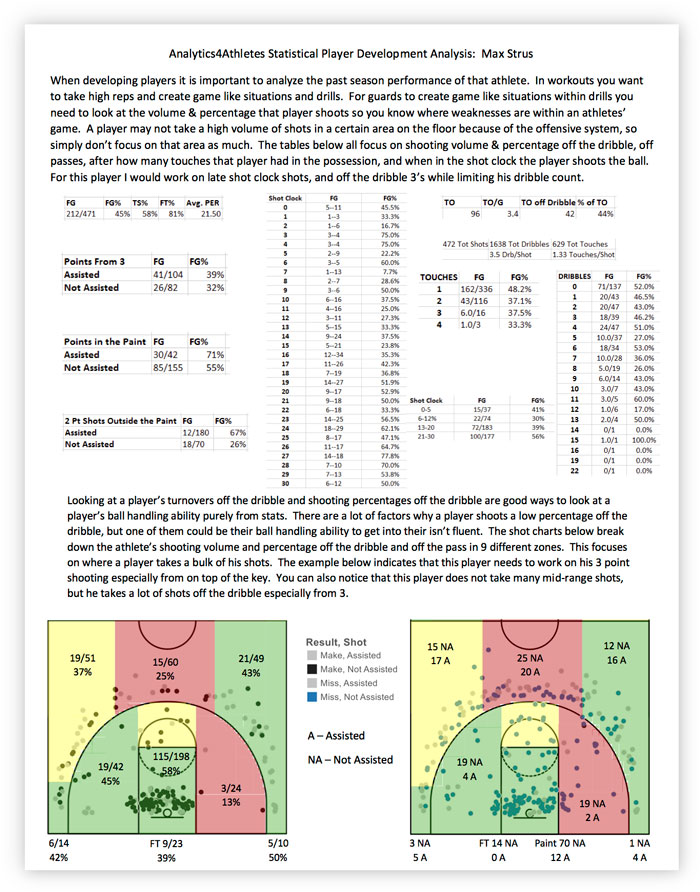 Analytics4Athletes Statistical Player Development Analysis: Max Strus
When developing players it is important to analyze the past season performance of that athlete. In workouts you want
to take high reps and create game like situations and drills. For guards to create game like situations within drills you
need to look at the volume & percentage that player shoots so you know where weaknesses are within an athletes'
game. A player may not take a high volume of shots in a certain area on the floor because of the offensive system, so
simply don't focus on that area as much. The tables below all focus on shooting volume & percentage off the dribble, off
passes, after how many touches that player had in the possession, and when in the shot clock the player shoots the ball.
For this player I would work on late shot clock shots, and off the dribble 3's while limiting his dribble count.
FG FG% TS% FT% Avg. PER
212/471 45% 58% 81% 21.50
Points From 3 FG FG%
Assisted 41/104 39%
Not Assisted 26/82 32%
Points in the Paint FG FG%
Assisted 30/42 71%
Not Assisted 85/155 55%
2 Pt Shots Outside the Paint FG FG%
Assisted 12/180 67%
Not Assisted 18/70 26%
Shot Clock FG FG%
0 5--11 45.5%
1 1--3 33.3%
2 1--6 16.7%
3 3--4 75.0%
4 3--4 75.0%
5 2--9 22.2%
6 3--5 60.0%
7 1--13 7.7%
8 2--7 28.6%
9 3--6 50.0%
10 6--16 37.5%
11 4--16 25.0%
12 3--11 27.3%
13 5--15 33.3%
14 9--24 37.5%
15 5--21 23.8%
16 12--34 35.3%
17 11--26 42.3%
18 7--19 36.8%
19 14--27 51.9%
20 9--17 52.9%
21 9--18 50.0%
22 6--18 33.3%
23 14--25 56.5%
24 18--29 62.1%
25 8--17 47.1%
26 11--17 64.7%
27 14--18 77.8%
28 7--10 70.0%
29 7--13 53.8%
30 6--12 50.0%
TO TO/G TO off Dribble % of TO
96 3.4 42 44%
472 Tot Shots 1638 Tot Dribbles 629 Tot Touches
3.5 Drb/Shot 1.33 Touches/Shot
TOUCHES FG FG%
1 162/336 48.2%
2 43/116 37.1%
3 6.0/16 37.5%
4 1.0/3 33.3%
Shot Clock FG FG%
0-5 15/37 41%
6-12% 22/74 30%
13-20 72/183 39%
21-30 100/177 56%
DRIBBLES FG FG%
0 71/137 52.0%
1 20/43 46.5%
2 20/47 43.0%
3 18/39 46.2%
4 24/47 51.0%
5 10.0/37 27.0%
6 18/34 53.0%
7 10.0/28 36.0%
8 5.0/19 26.0%
9 6.0/14 43.0%
10 3.0/7 43.0%
11 3.0/5 60.0%
12 1.0/6 17.0%
13 2.0/4 50.0%
14 0/1 0.0%
15 1.0/1 100.0%
16 0/1 0.0%
19 0/1 0.0%
22 0/1 0.0%
Looking at a player's turnovers off the dribble and shooting percentages off the dribble are good ways to look at a
player's ball handling ability purely from stats. There are a lot of factors why a player shoots a low percentage off the
dribble, but one of them could be their ball handling ability to get into their isn't fluent. The shot charts below break
down the athlete's shooting volume and percentage off the dribble and off the pass in 9 different zones. This focuses
on where a player takes a bulk of his shots. The example below indicates that this player needs to work on his 3 point
shooting especially from on top of the key. You can also notice that this player does not take many mid-range shots,
but he takes a lot of shots off the dribble especially from 3.
19/51
37%
15/60
25%
21/49
43%
19/42
45%
115/198
58%
3/24
13%
6/14
42%
FT 9/23
39%
5/10
50%
Result, Shot
Make, Assisted
Make, Not Assisted
Miss, Assisted
Miss, Not Assisted
A – Assisted
NA – Not Assisted
15 NA
17 A
25 NA
20 A
12 NA
16 A
19 NA
4 A
19 NA
2 A
3 NA
5 A
FT 14 NA
0 A
Paint 70 NA
12 A
1 NA
4 A